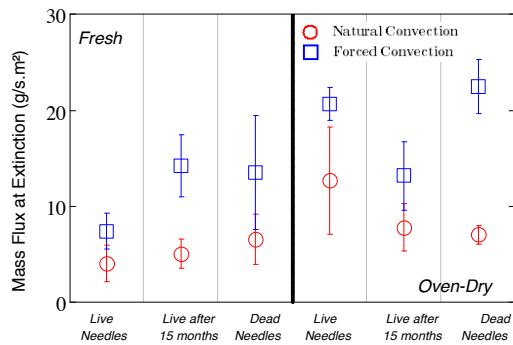 30
20
10
0
Mass Flux at Extinction (g/s.m²)
Fresh
Natural Convection
Forced Convection
Oven-Dry
Live
Needles
Live after
15 months
Dead
Needles
Live
Needles
Live after
15 months
Dead
Needles